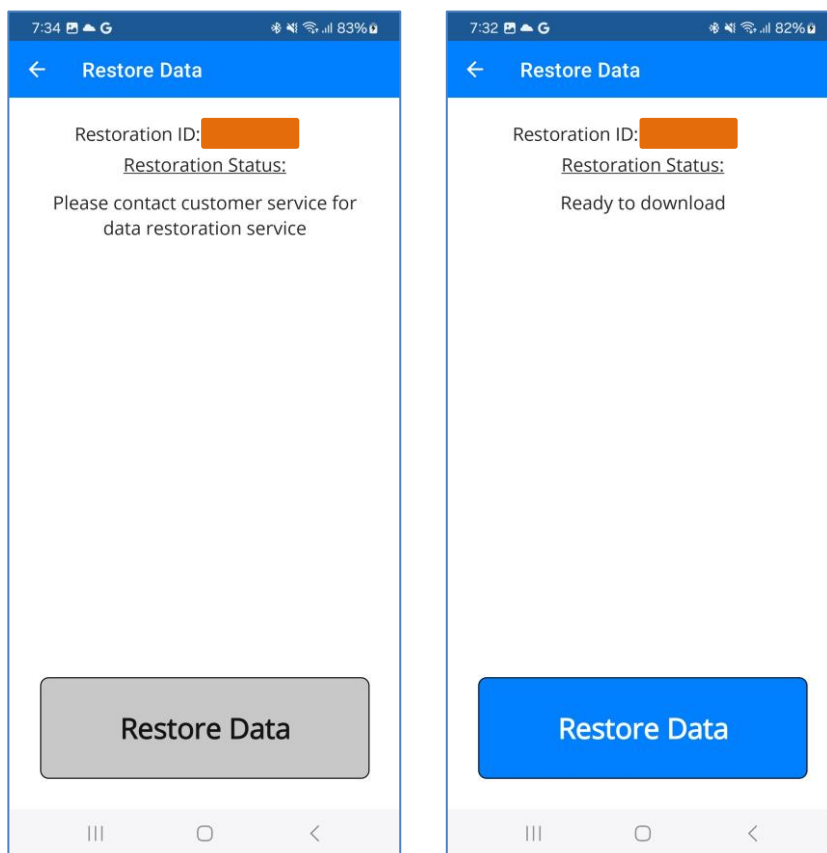 7:34 G 83%
Restore Data
Restoration ID:
Restoration Status:
Please contact customer service for
data restoration service
Restore Data
7:32 G 82%
Restore Data
Restoration ID:
Restoration Status:
Ready to download
Restore Data